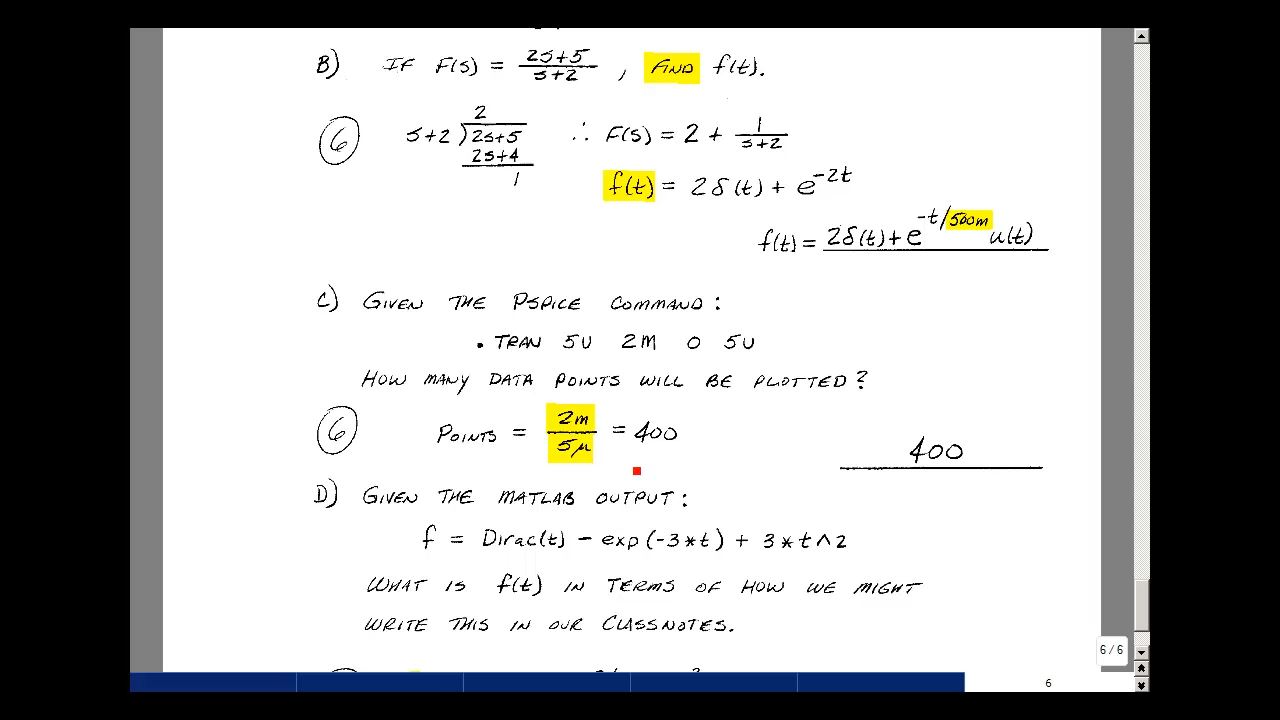 B) IF F(s) = 2s+5 / s+2 , FIND f(t).
6
2
s+2 ) 2s+5
2s+4
1
∴ F(s) = 2 + 1 / s+2
f(t) = 2δ(t) + e^-2t
f(t) = 2δ(t) + e^-t/500m u(t)
C) GIVEN THE PSPICE COMMAND :
. TRAN 5U 2M 0 5U
HOW MANY DATA POINTS WILL BE PLOTTED?
6
POINTS = 2m / 5μ = 400
400
D) GIVEN THE MATLAB OUTPUT :
f = Dirac(t) - exp(-3*t) + 3*t^2
WHAT IS f(t) IN TERMS OF HOW WE MIGHT
WRITE THIS IN OUR CLASSNOTES.
6/6
6